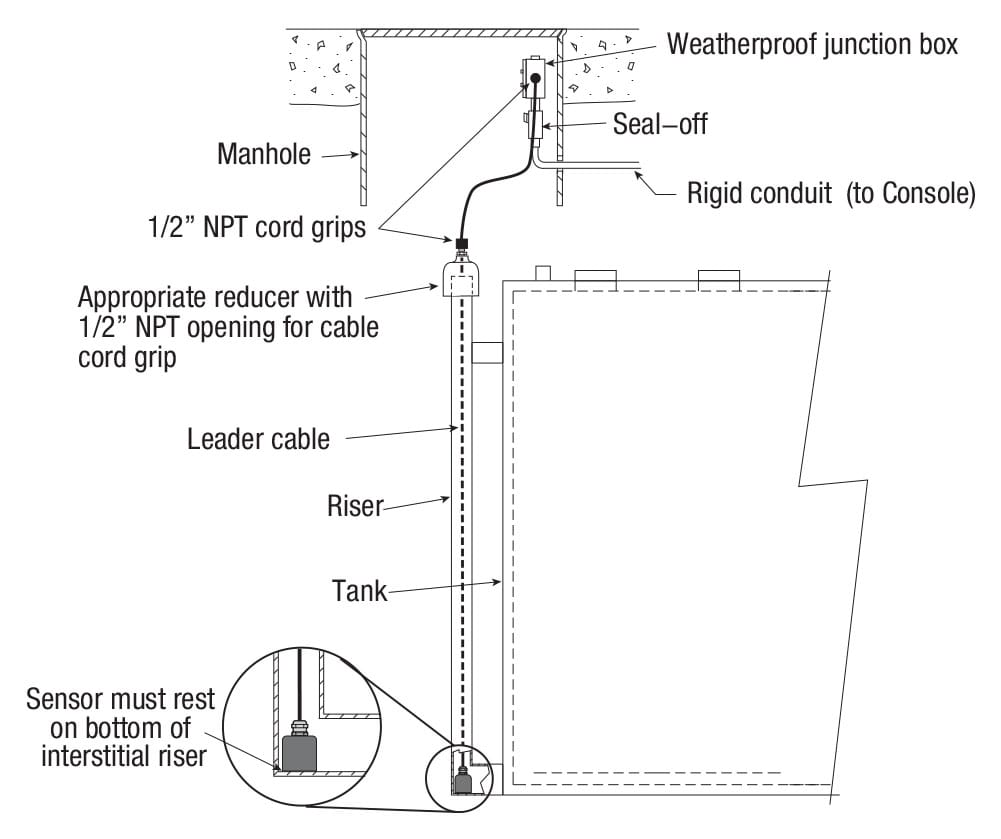 Weatherproof junction box
Seal–off
Manhole
Rigid conduit (to Console)
1/2” NPT cord grips
Appropriate reducer with
1/2” NPT opening for cable
cord grip
Leader cable
Riser
Tank
Sensor must rest
on bottom of
interstitial riser